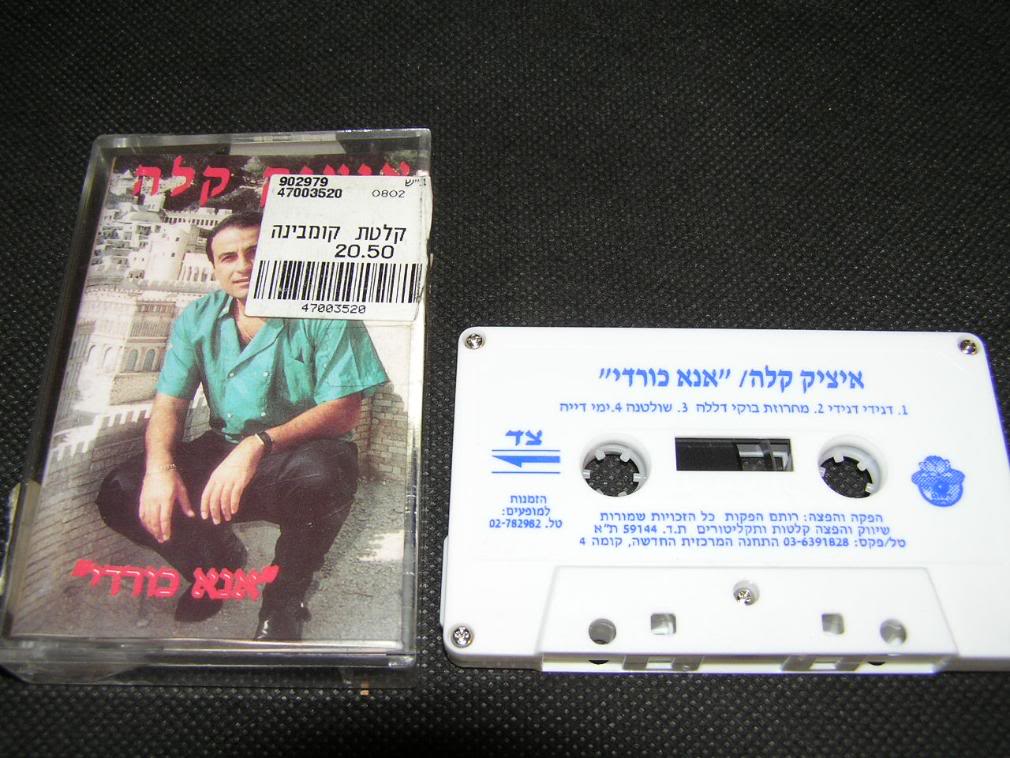 איציק קלה
902979
47003520
0802
קלטת קומבינה
20.50
47003520
"אנא כורדי"
איציק קלה/ "אנא כורדי"
1. דגידי דגידי 2. מחרוזת בוקי דללה 3. שולטנה 4. ימי דייה
צד
הזמנות
למופעים:
טל. 02-782982
הפקה והפצה: רותם הפקות כל הזכויות שמורות
שיווק והפצה קלטות ותקליטורים ת.ד. 59144 ת"א
טל/פקס: 03-6391828 התחנה המרכזית החדשה, קומה 4